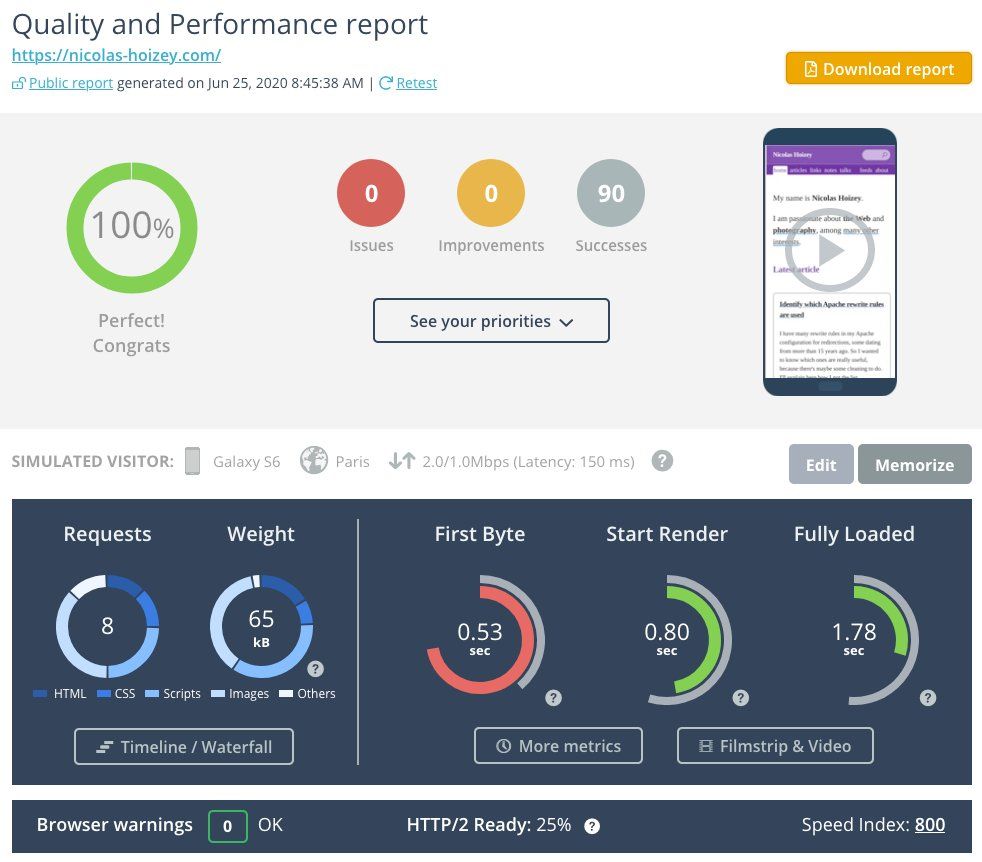 Quality and Performance report
https://nicolas-hoizey.com/
Public report generated on Jun 25, 2020 8:45:38 AM | Retest
Download report
100%
Perfect!
Congrats
0
Issues
0
Improvements
90
Successes
See your priorities
Nicolas Hoizey
home articles links notes talks feeds about
My name is Nicolas Hoizey.
I am passionate about the Web and
photography, among many other
interests.
Latest article
Identify which Apache rewrite rules
are used
I have many rewrite rules in my Apache
configuration for redirections, some dating
from more than 15 years ago. So I wanted
to know which ones are really useful,
because there's maybe some cleaning to do.
I'll explain here how I got the list
SIMULATED VISITOR: Galaxy S6 Paris 2.0/1.0Mbps (Latency: 150 ms) ?
Edit
Memorize
Requests
Weight
8
65
kB
?
HTML CSS Scripts Images Others
Timeline / Waterfall
First Byte
Start Render
Fully Loaded
0.53
sec
?
0.80
sec
?
1.78
sec
?
More metrics
Filmstrip & Video
Browser warnings 0 OK
HTTP/2 Ready: 25% ?
Speed Index: 800